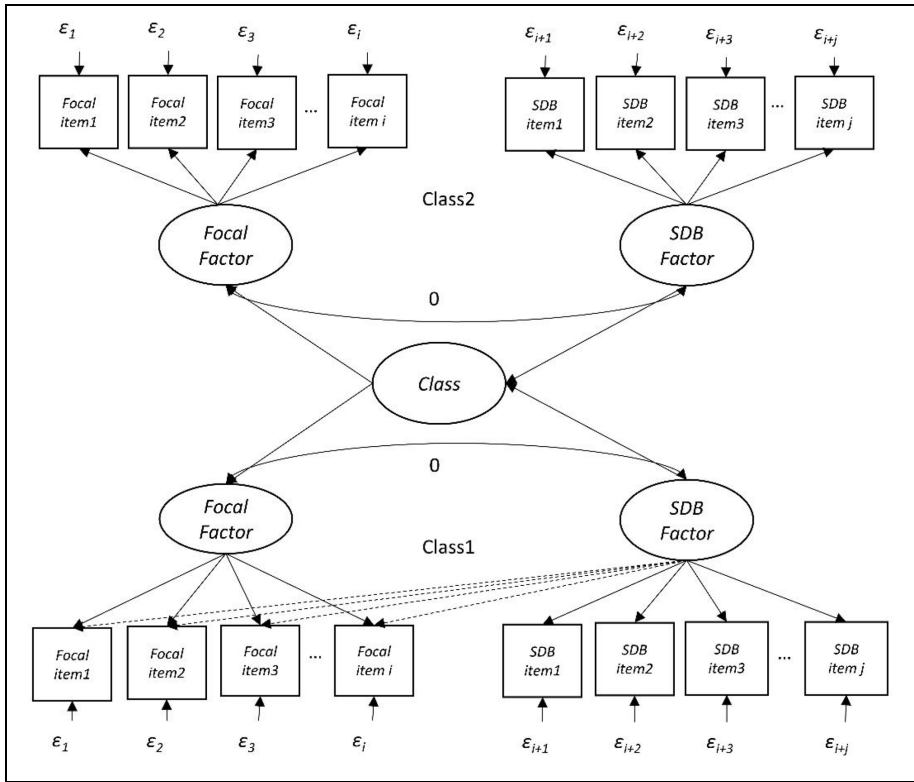 ε1 ε2 ε3 εi εi+1 εi+2 εi+3 εi+j
Focal item1
Focal item2
Focal item3
...
Focal item i
SDB item1
SDB item2
SDB item3
...
SDB item j
Class2
Focal
Factor
SDB
Factor
0
Class
0
Focal
Factor
SDB
Factor
Class1
Focal item1
Focal item2
Focal item3
...
Focal item i
SDB item1
SDB item2
SDB item3
...
SDB item j
ε1 ε2 ε3 εi εi+1 εi+2 εi+3 εi+j